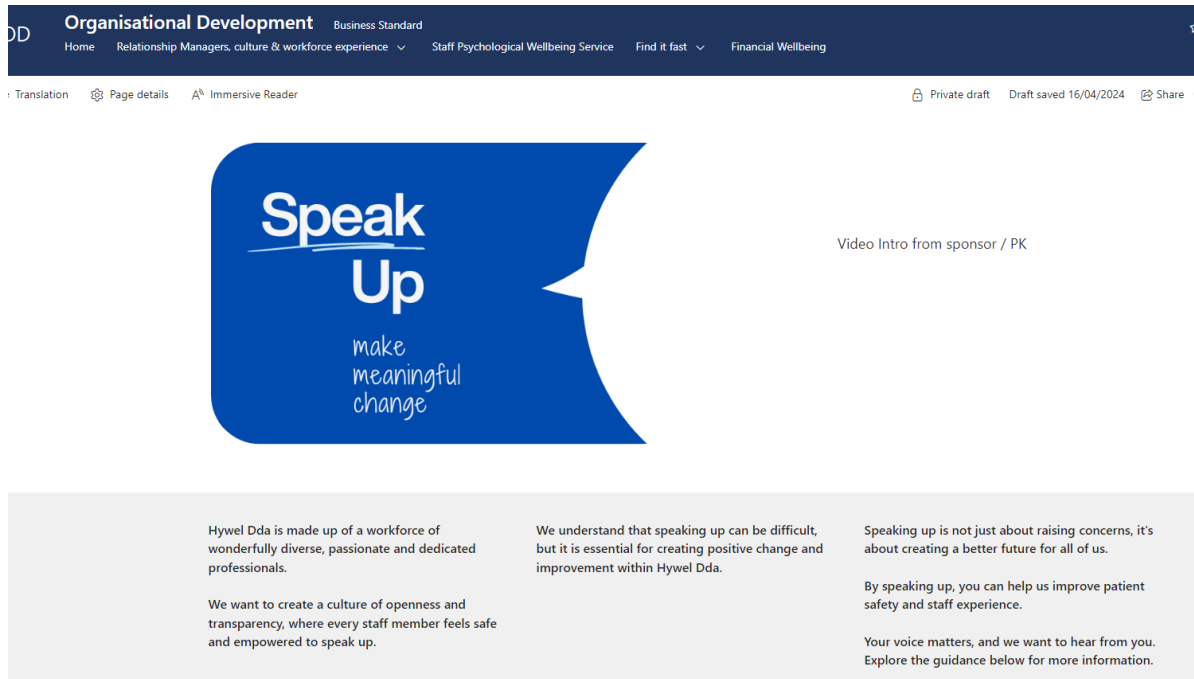 OD
Organisational Development Business Standard
Home Relationship Managers, culture & workforce experience Staff Psychological Wellbeing Service Find it fast Financial Wellbeing
Translation Page details Immersive Reader Private draft Draft saved 16/04/2024 Share
Speak
Up
make
meaningful
change
Video Intro from sponsor / PK
Hywel Dda is made up of a workforce of
wonderfully diverse, passionate and dedicated
professionals.
We want to create a culture of openness and
transparency, where every staff member feels safe
and empowered to speak up.
We understand that speaking up can be difficult,
but it is essential for creating positive change and
improvement within Hywel Dda.
Speaking up is not just about raising concerns, it's
about creating a better future for all of us.
By speaking up, you can help us improve patient
safety and staff experience.
Your voice matters, and we want to hear from you.
Explore the guidance below for more information.